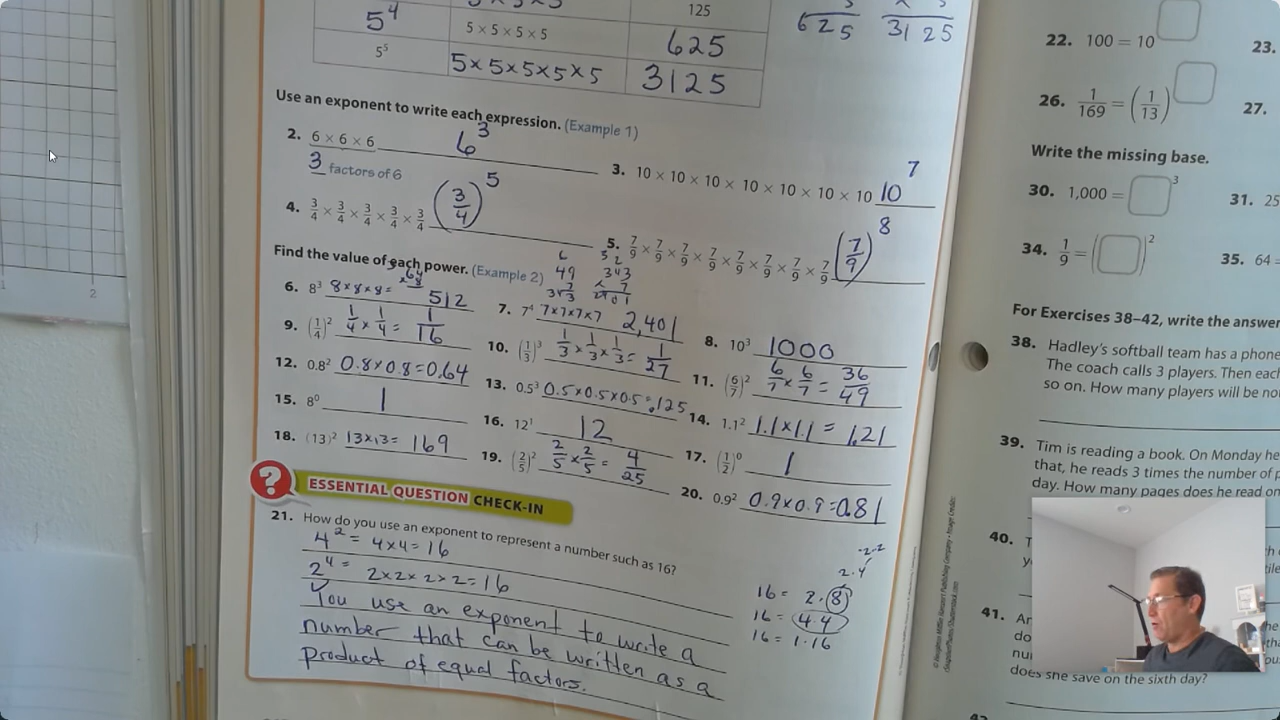 125
5⁴ 5 × 5 × 5 × 5 625
5⁵ 5×5×5×5×5 3125
625 3125
Use an exponent to write each expression. (Example 1)
2. 6 × 6 × 6 6³
3 factors of 6
3. 10 × 10 × 10 × 10 × 10 × 10 × 10 10⁷
4. 3/4 × 3/4 × 3/4 × 3/4 × 3/4 (3/4)⁵
5. 7/9 × 7/9 × 7/9 × 7/9 × 7/9 × 7/9 × 7/9 × 7/9 (7/9)⁸
Find the value of each power. (Example 2)
6. 8³ 8×8×8= 512
7. 7⁴ 7×7×7×7 2,401
8. 10³ 1000
9. (1/4)² 1/4 × 1/4 = 1/16
10. (1/3)³ 1/3 × 1/3 × 1/3 = 1/27
11. (6/7)² 6/7 × 6/7 = 36/49
12. 0.8² 0.8×0.8=0.64
13. 0.5³ 0.5×0.5×0.5=.125
14. 1.1² 1.1×1.1 = 1.21
15. 8⁰ 1
16. 12¹ 12
17. (1/2)⁰ 1
18. (13)² 13×13= 169
19. (2/5)² 2/5 × 2/5 = 4/25
20. 0.9² 0.9×0.9=0.81
? ESSENTIAL QUESTION CHECK-IN
21. How do you use an exponent to represent a number such as 16?
4² = 4×4=16
2⁴ = 2×2×2×2=16
You use an exponent to write a
number that can be written as a
product of equal factors.
·2·2
2·4
16 = 2·8
16 = 4·4
16 = 1·16
22. 100 = 10
23.
26. 1/169 = (1/13)
27.
Write the missing base.
30. 1,000 = ³
31. 25
34. 1/9 = ( )²
35. 64 =
For Exercises 38–42, write the answer
38. Hadley's softball team has a phone
The coach calls 3 players. Then each
so on. How many players will be no
39. Tim is reading a book. On Monday he
that, he reads 3 times the number of p
day. How many pages does he read on
40.
41.
does she save on the sixth day?
1 2